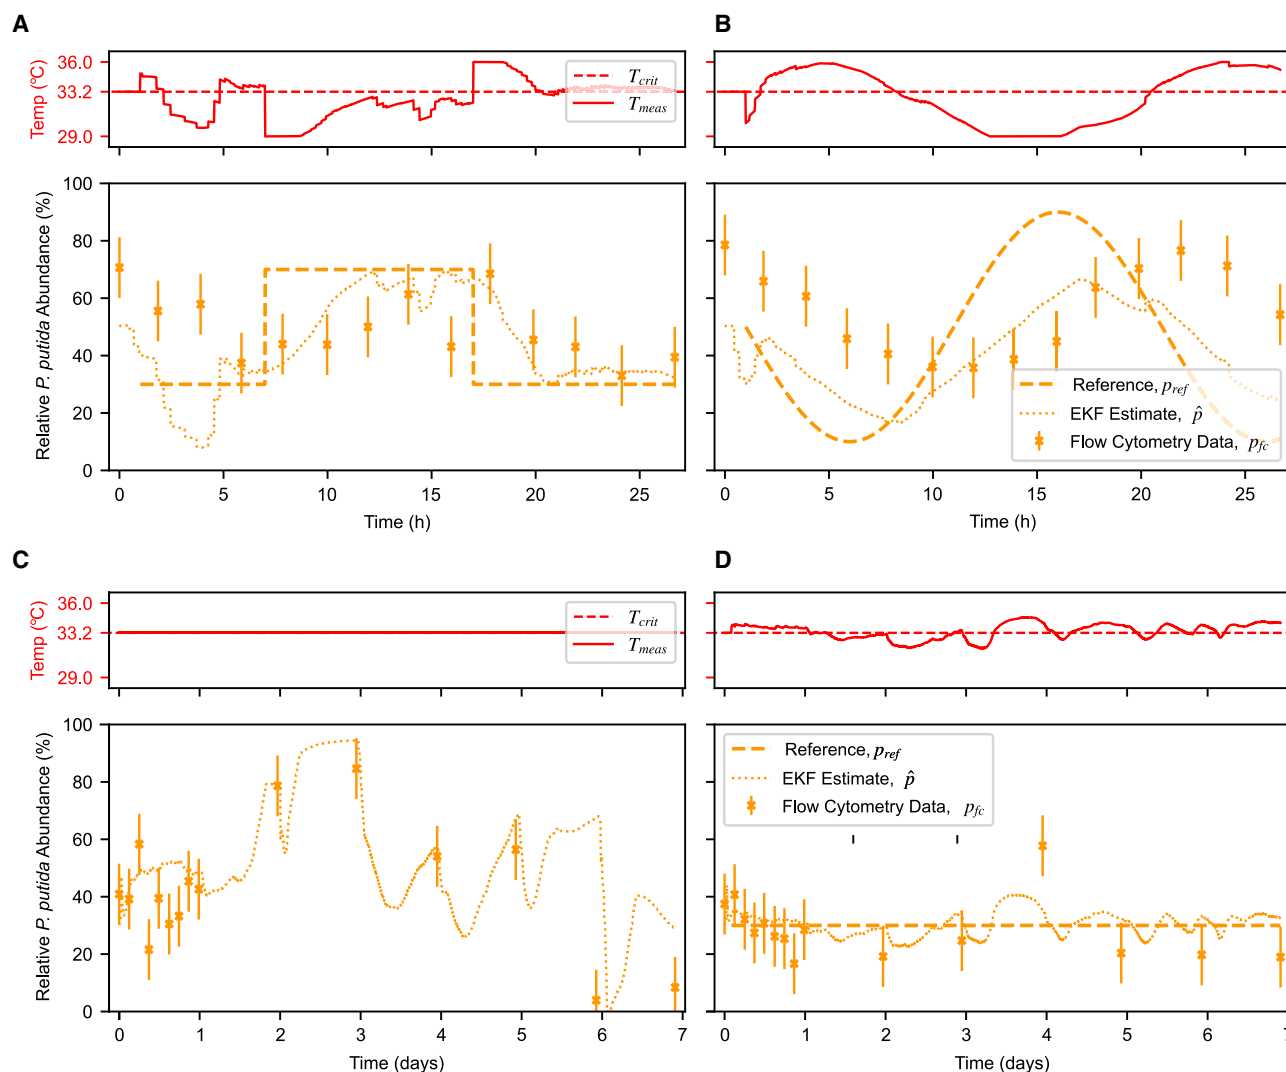 A
B
Temp (°C)
36.0
33.2
29.0
T_crit
T_meas
Relative P. putida Abundance (%)
100
80
60
40
20
0
Reference, p_ref
EKF Estimate, p̂
Flow Cytometry Data, p_fc
0 5 10 15 20 25
Time (h)
0 5 10 15 20 25
Time (h)
C
D
Temp (°C)
36.0
33.2
29.0
T_crit
T_meas
Relative P. putida Abundance (%)
100
80
60
40
20
0
Reference, p_ref
EKF Estimate, p̂
Flow Cytometry Data, p_fc
0 1 2 3 4 5 6 7
Time (days)
0 1 2 3 4 5 6 7
Time (days)